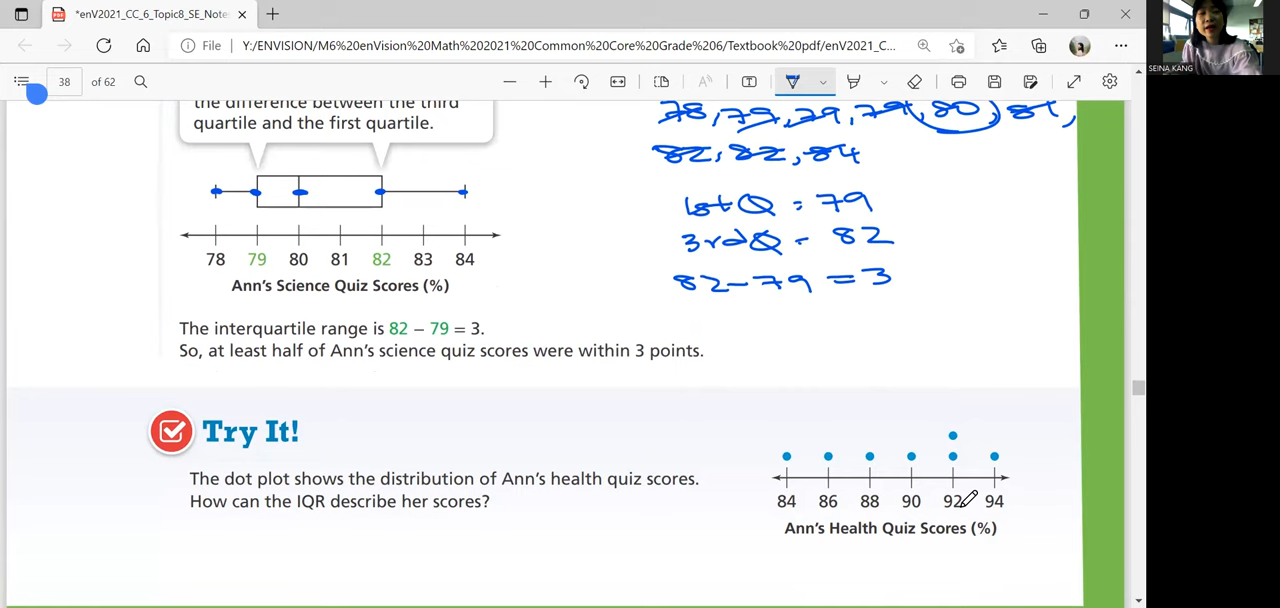 *enV2021_CC_6_Topic8_SE_Note
File
Y:/ENVISION/M6%20enVision%20Math%202021%20Common%20Core%20Grade%206/Textbook%20pdf/enV2021_C...
38 of 62
SEINA KANG
the difference between the third
quartile and the first quartile.
78, 79, 79, 79, 80, 81,
82, 82, 84
1st Q = 79
3rd Q = 82
82 - 79 = 3
78 79 80 81 82 83 84
Ann's Science Quiz Scores (%)
The interquartile range is 82 − 79 = 3.
So, at least half of Ann's science quiz scores were within 3 points.
Try It!
The dot plot shows the distribution of Ann's health quiz scores.
How can the IQR describe her scores?
84 86 88 90 92 94
Ann's Health Quiz Scores (%)